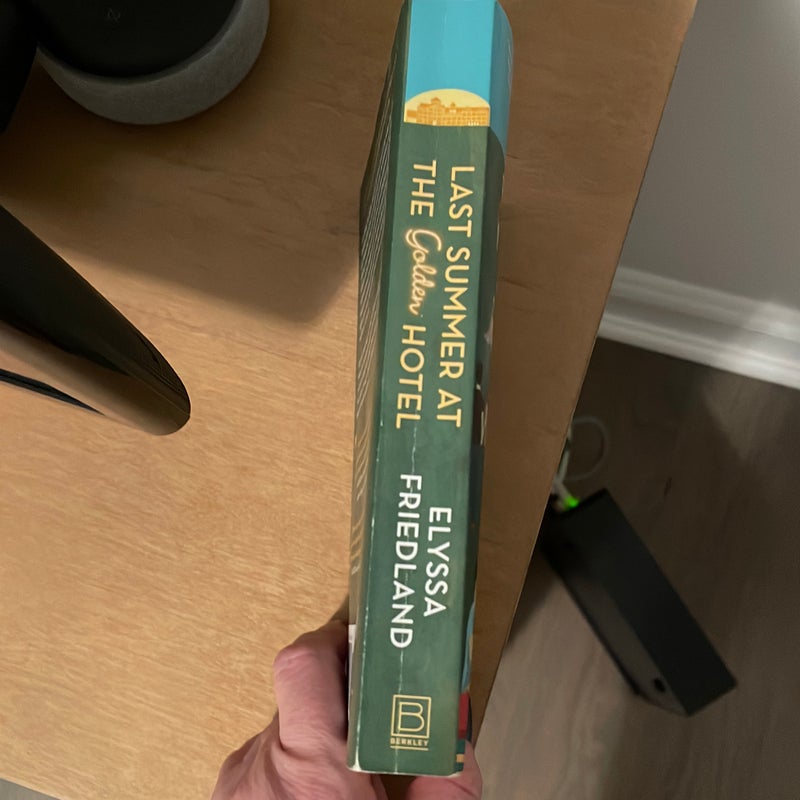 LAST SUMMER AT
THE Golden HOTEL
ELYSSA
FRIEDLAND
B
BERKLEY